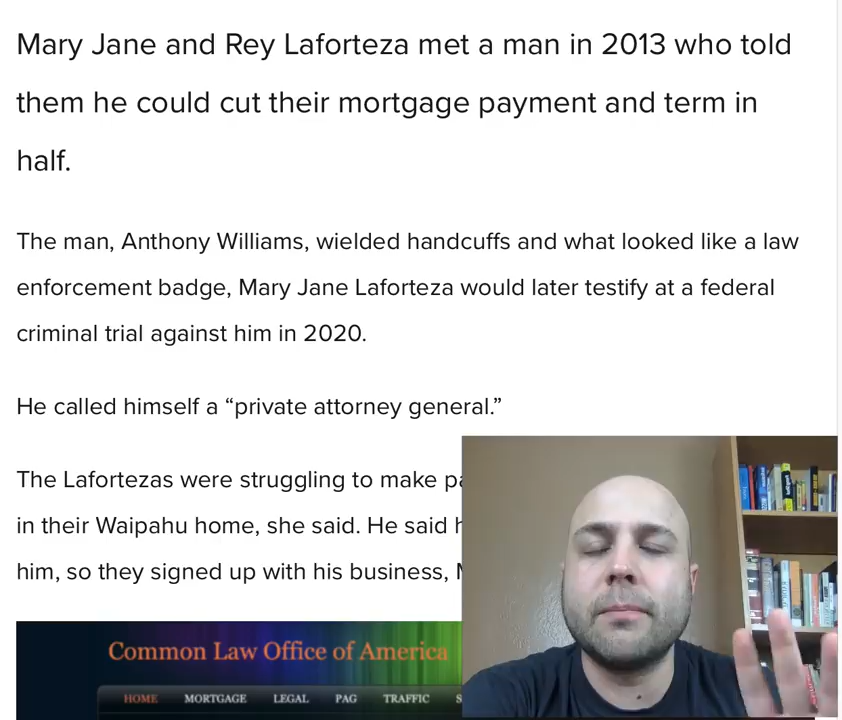 Mary Jane and Rey Laforteza met a man in 2013 who told
them he could cut their mortgage payment and term in
half.
The man, Anthony Williams, wielded handcuffs and what looked like a law
enforcement badge, Mary Jane Laforteza would later testify at a federal
criminal trial against him in 2020.
He called himself a “private attorney general.”
The Lafortezas were struggling to make
in their Waipahu home, she said. He said
him, so they signed up with his business,
Common Law Office of America
HOME MORTGAGE LEGAL PAG TRAFFIC